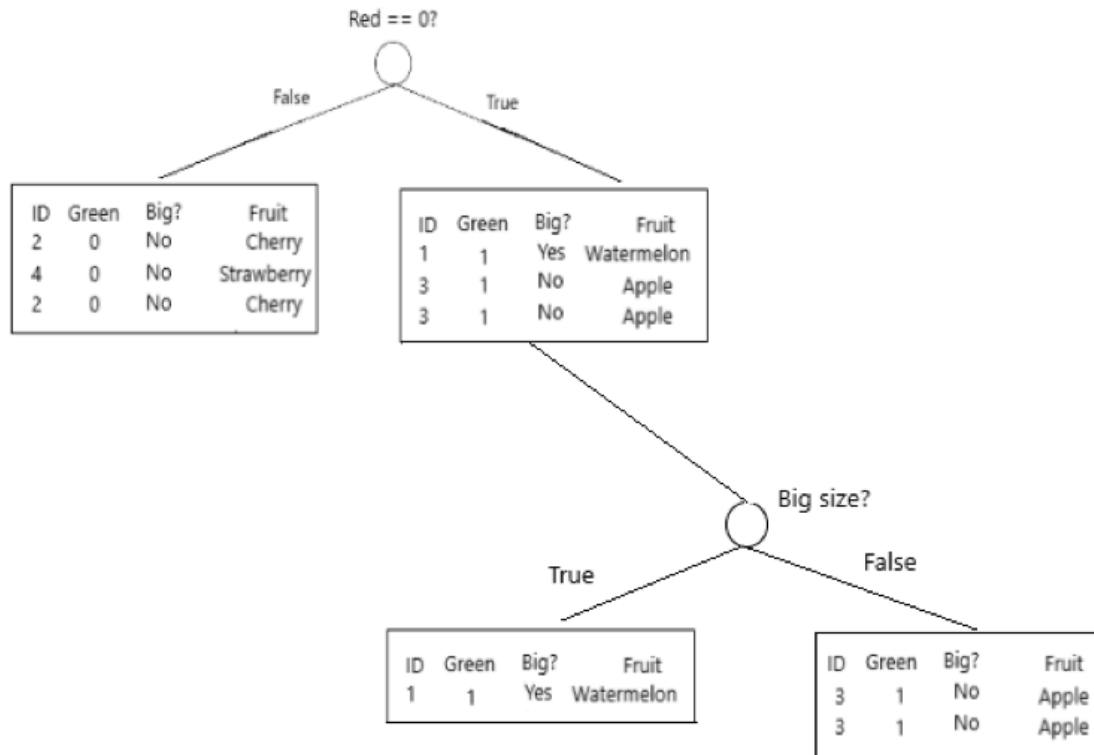 Red == 0?
False
True
ID Green Big? Fruit
2 0 No Cherry
4 0 No Strawberry
2 0 No Cherry
ID Green Big? Fruit
1 1 Yes Watermelon
3 1 No Apple
3 1 No Apple
Big size?
True
False
ID Green Big? Fruit
1 1 Yes Watermelon
ID Green Big? Fruit
3 1 No Apple
3 1 No Apple